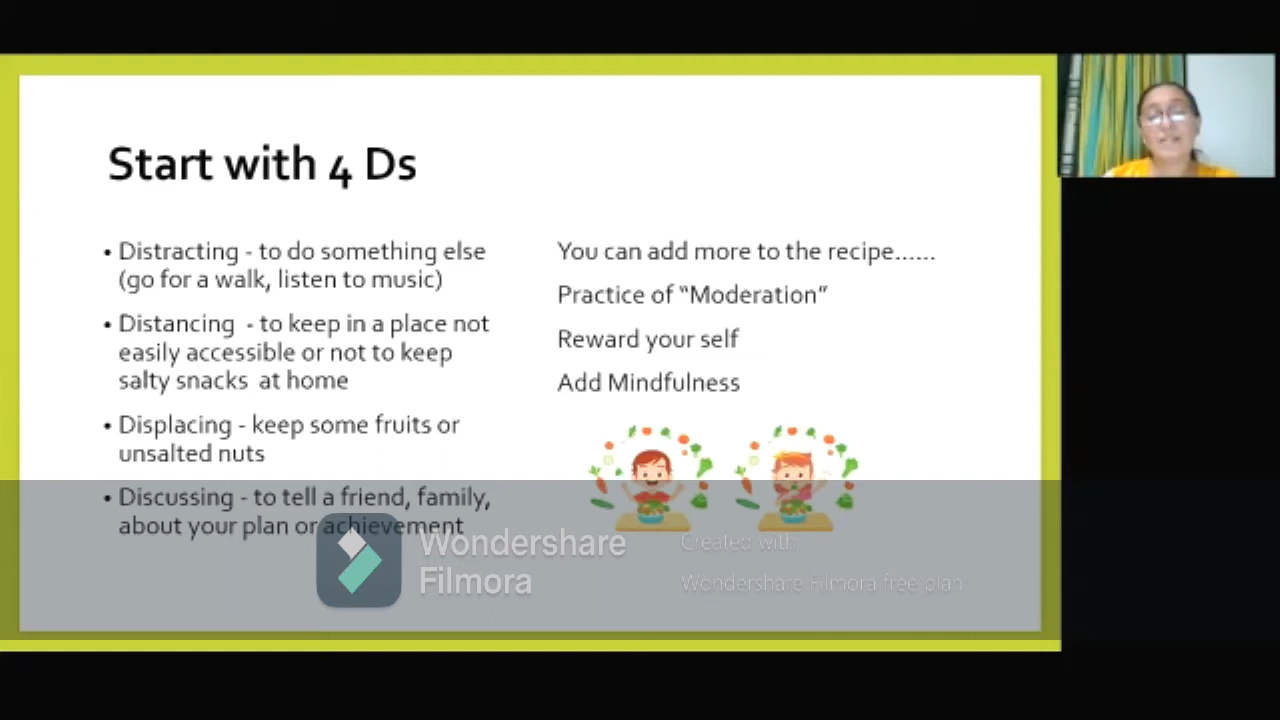 Start with 4 Ds
• Distracting - to do something else
(go for a walk, listen to music)
• Distancing - to keep in a place not
easily accessible or not to keep
salty snacks at home
• Displacing - keep some fruits or
unsalted nuts
• Discussing - to tell a friend, family,
about your plan or achievement
You can add more to the recipe......
Practice of “Moderation”
Reward your self
Add Mindfulness
Wondershare
Filmora
Created with
Wondershare Filmora free plan